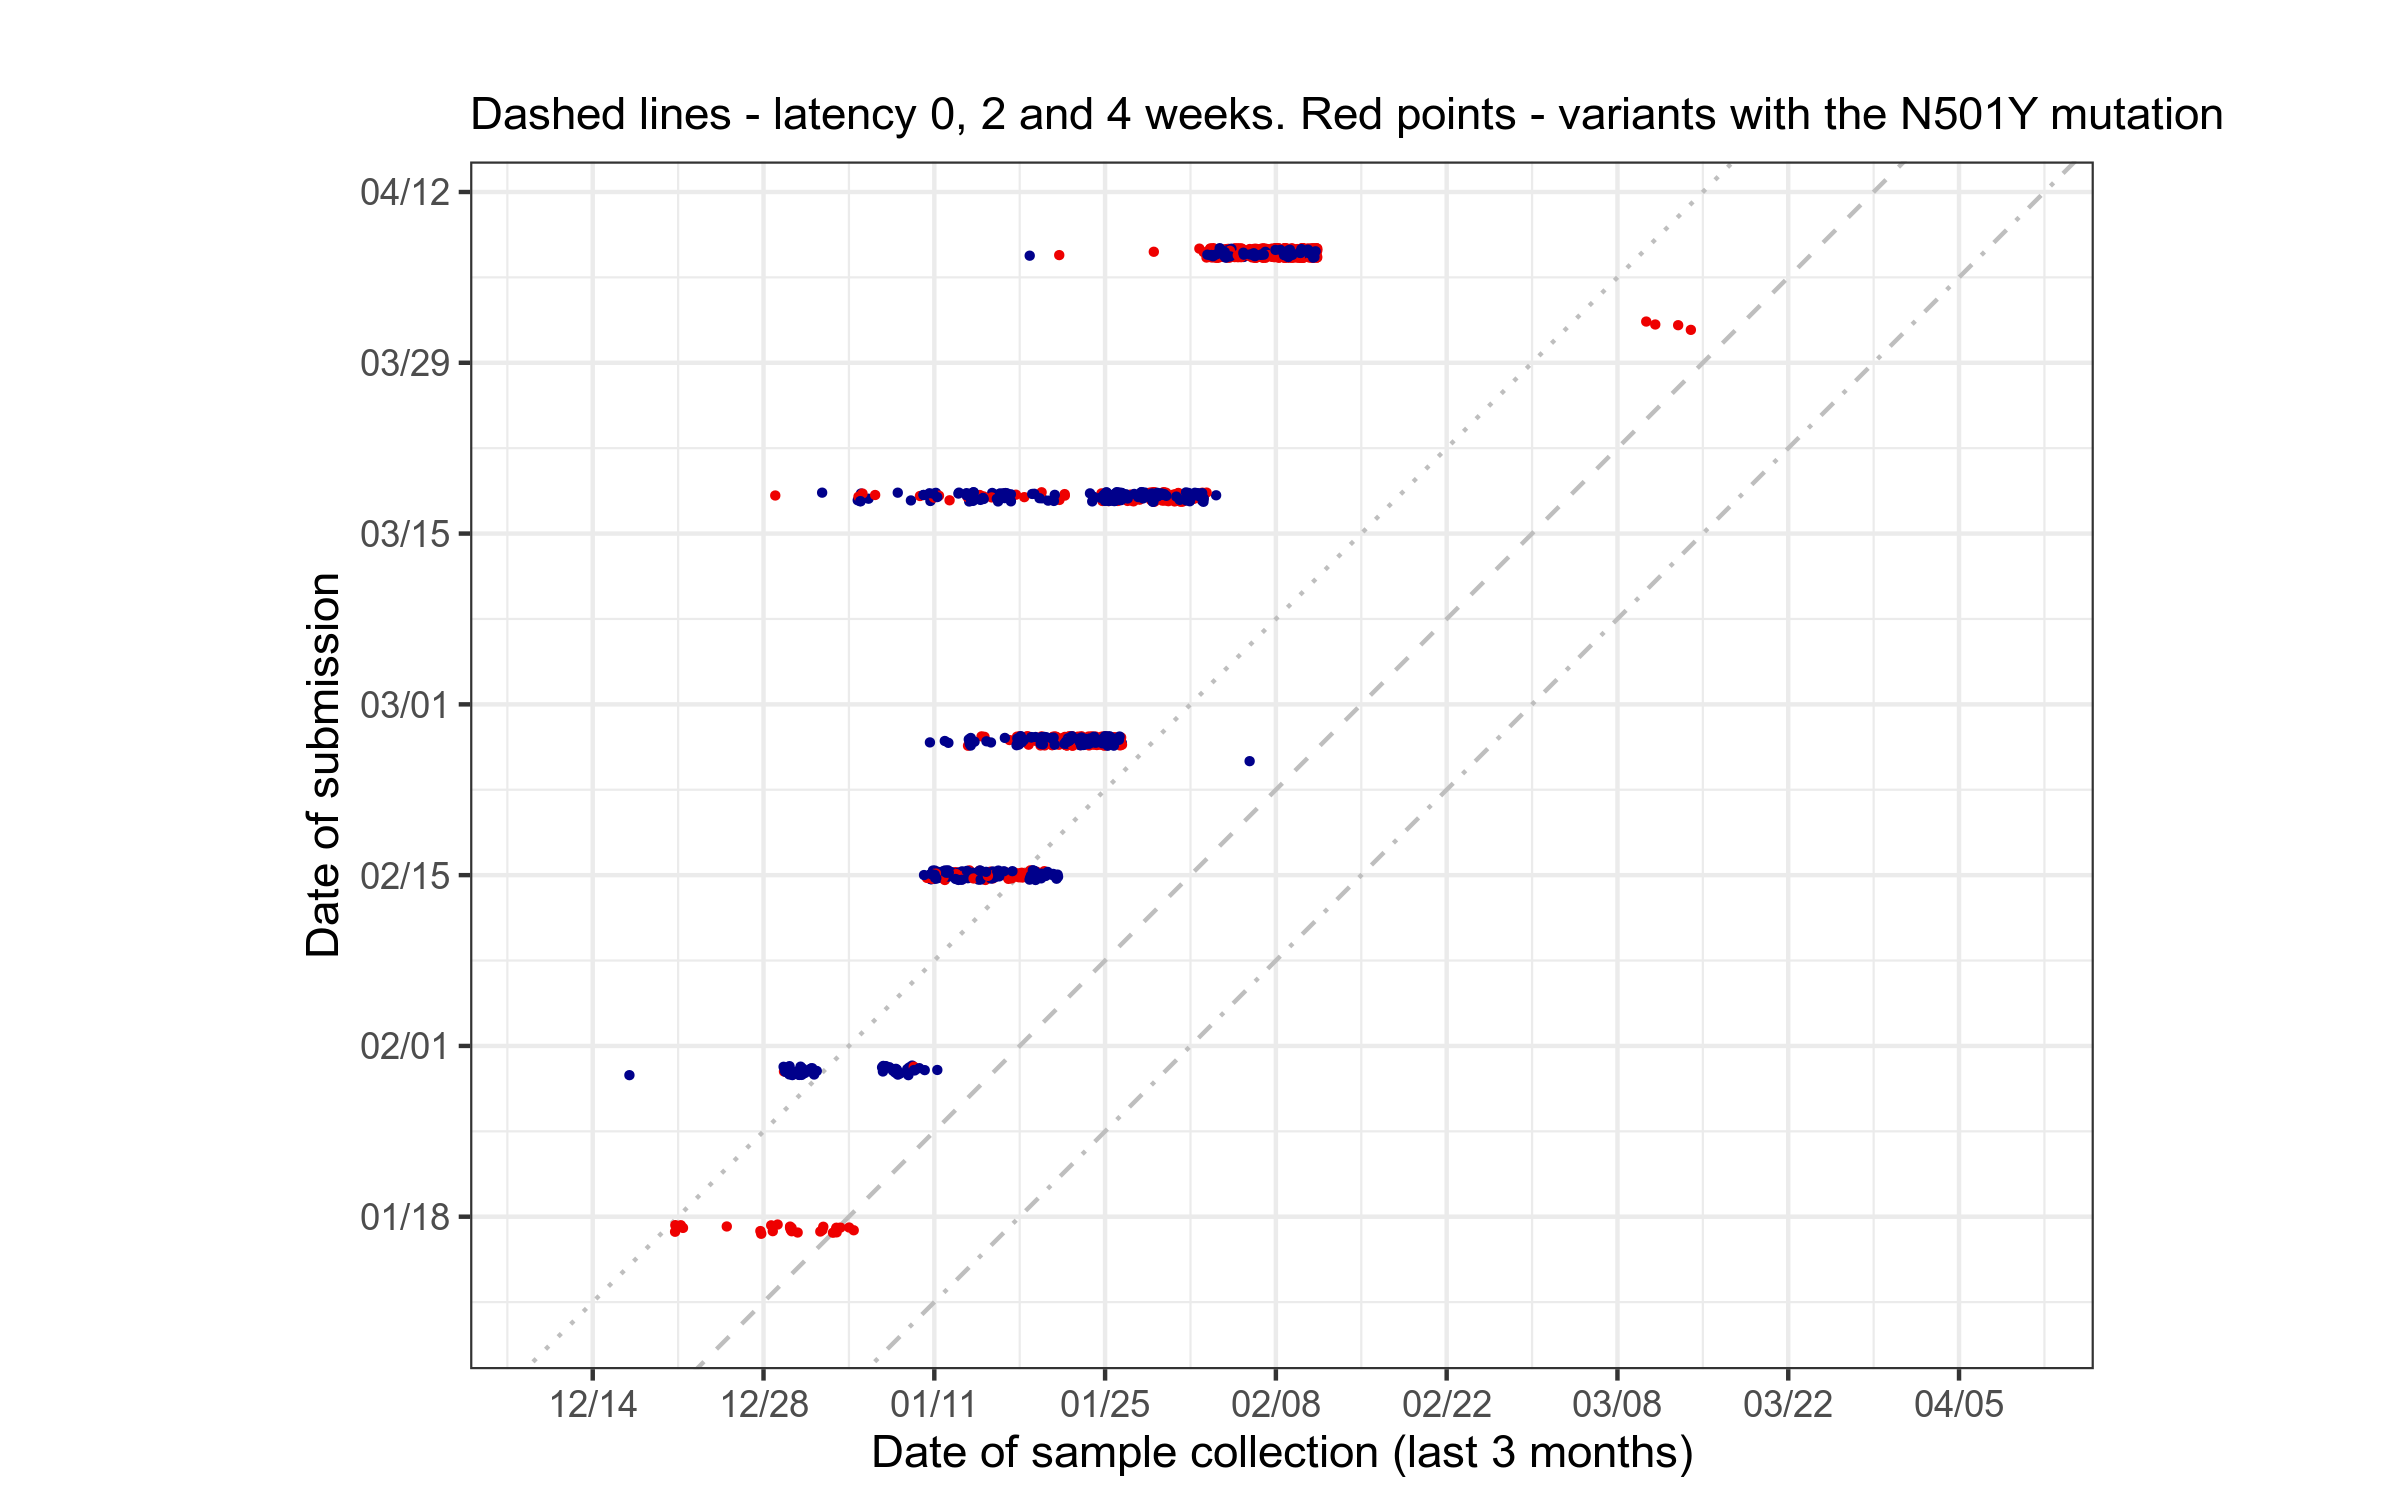 Dashed lines - latency 0, 2 and 4 weeks. Red points - variants with the N501Y mutation
Date of submission
04/12
03/29
03/15
03/01
02/15
02/01
01/18
12/14 12/28 01/11 01/25 02/08 02/22 03/08 03/22 04/05
Date of sample collection (last 3 months)